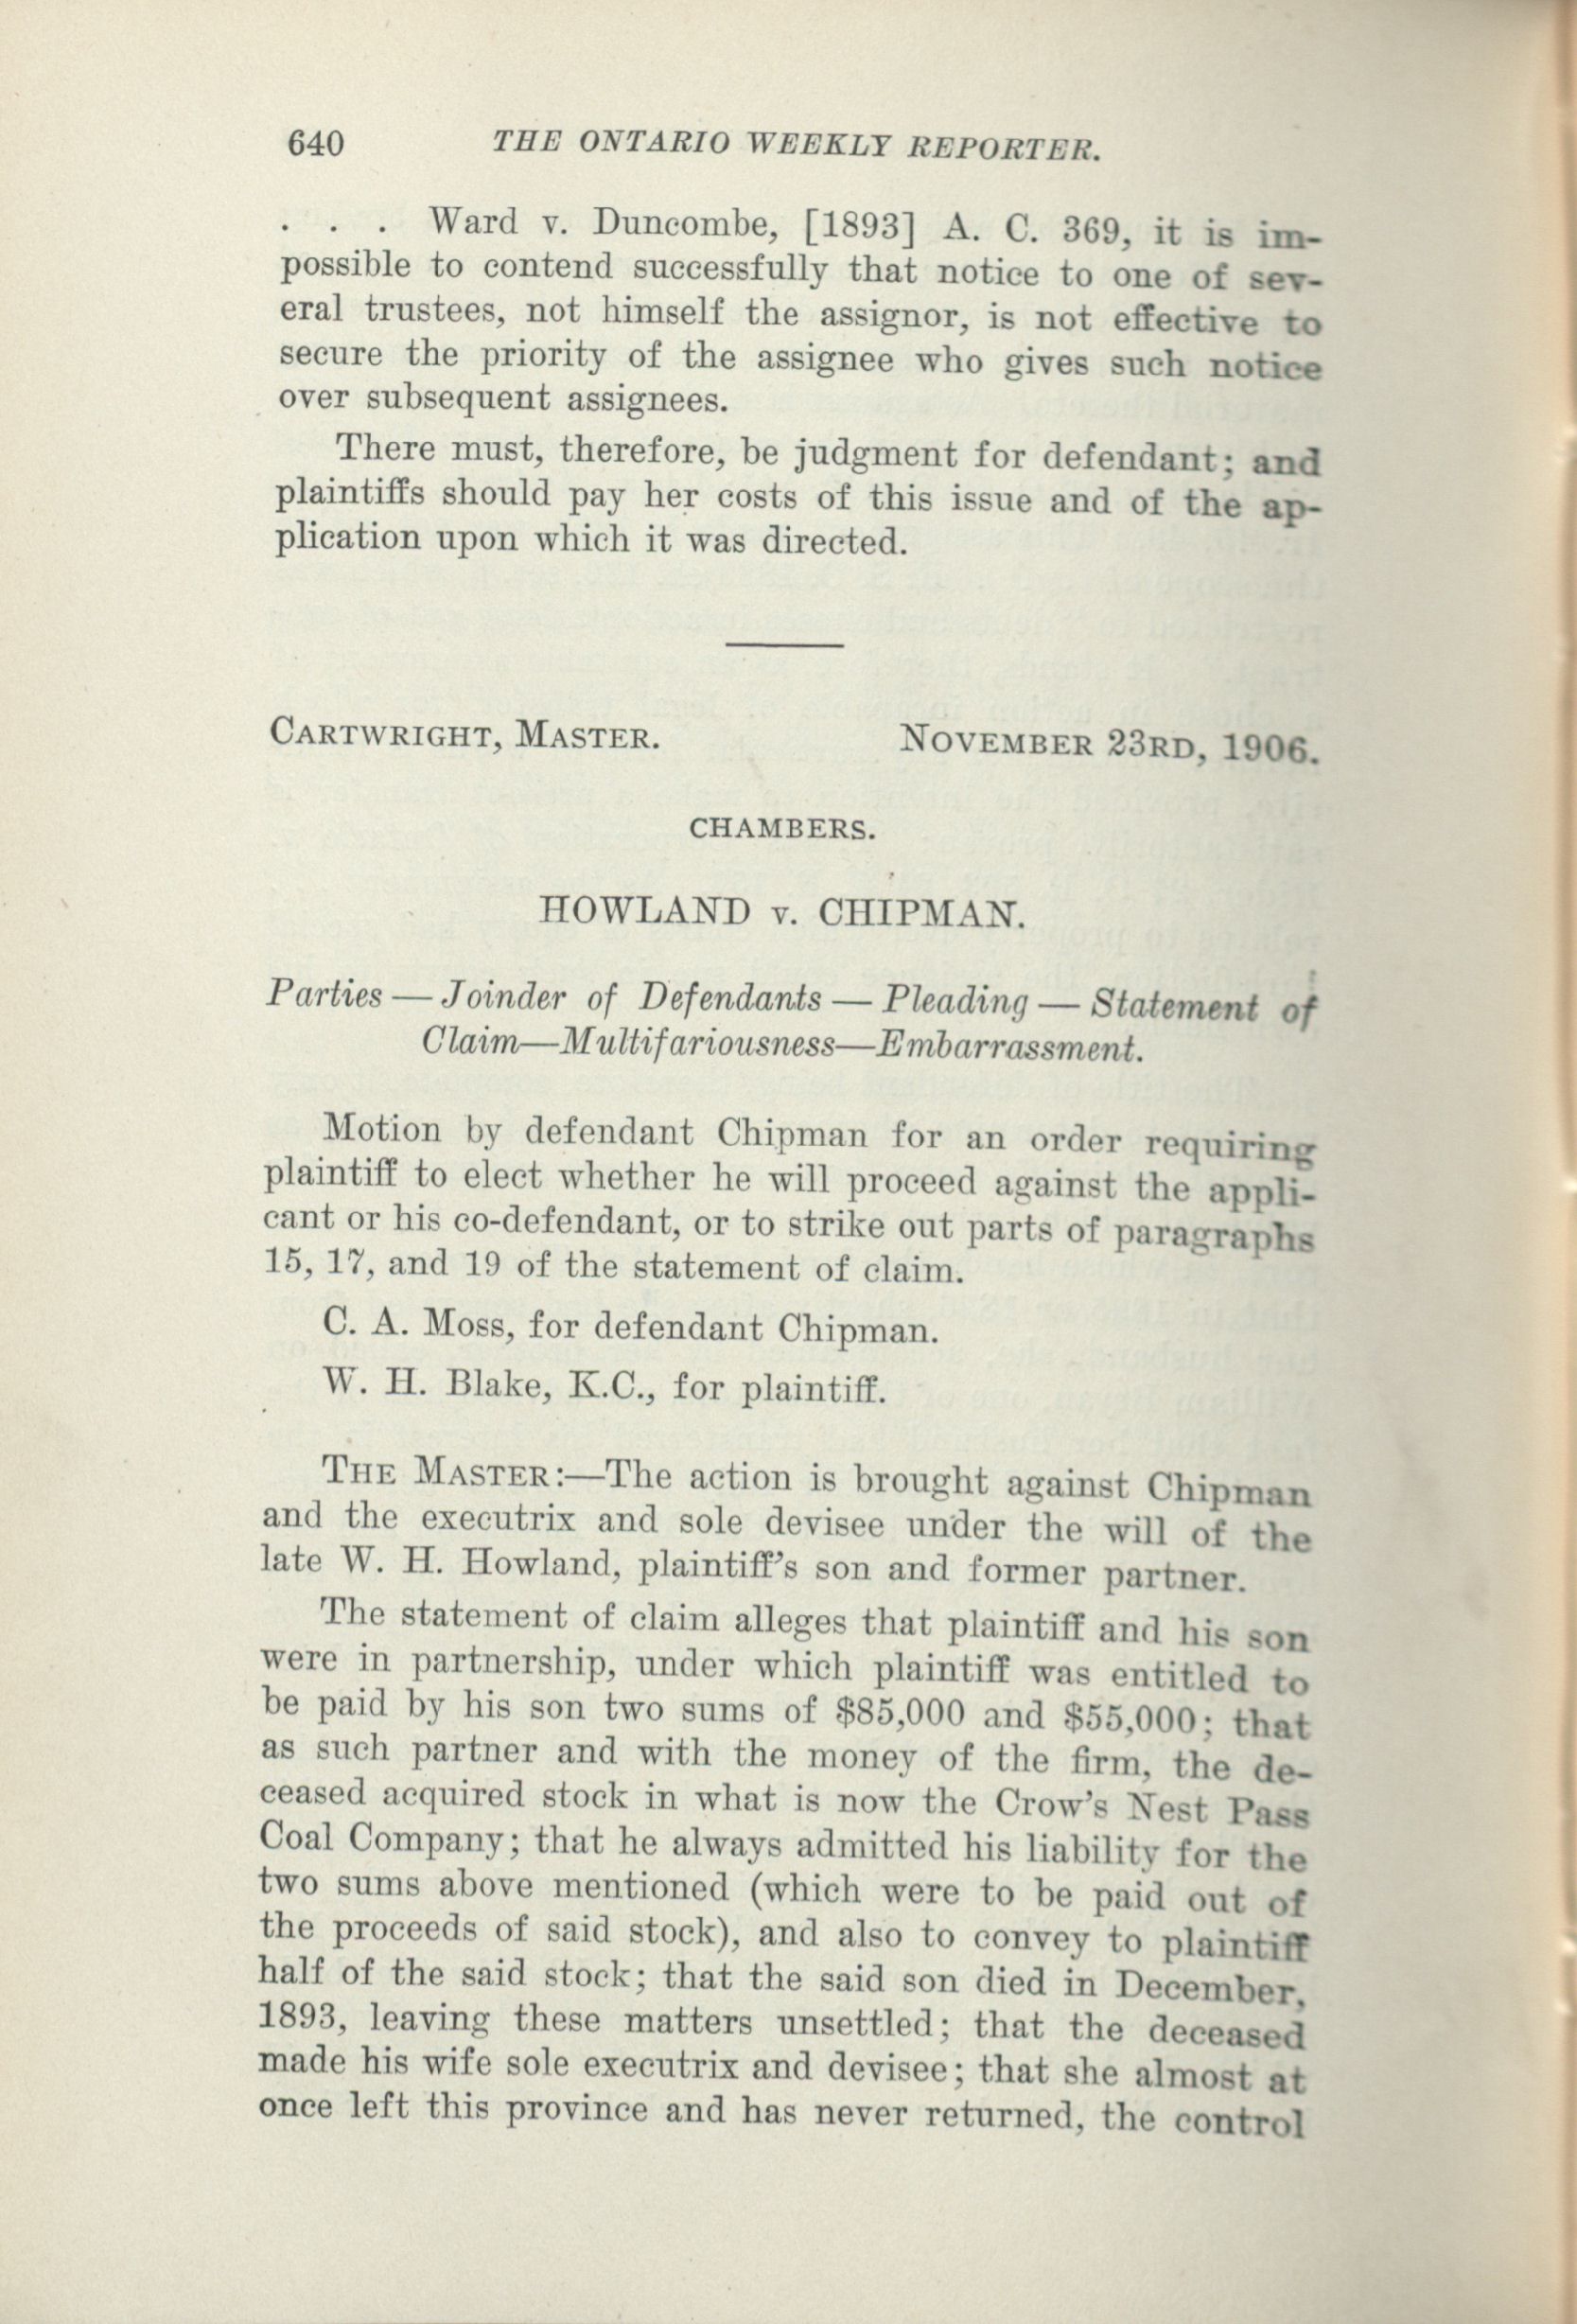 640 THE ONTARIO WEEKLY REPORTER.
. . . Ward v. Duncombe, [1893] A. C. 369, it is im-
possible to contend successfully that notice to one of sev-
eral trustees, not himself the assignor, is not effective to
secure the priority of the assignee who gives such notice
over subsequent assignees.
There must, therefore, be judgment for defendant; and
plaintiffs should pay her costs of this issue and of the ap-
plication upon which it was directed.
CARTWRIGHT, MASTER. NOVEMBER 23RD, 1906.
CHAMBERS.
HOWLAND v. CHIPMAN.
Parties — Joinder of Defendants — Pleading — Statement of
Claim—Multifariousness—Embarrassment.
Motion by defendant Chipman for an order requiring
plaintiff to elect whether he will proceed against the appli-
cant or his co-defendant, or to strike out parts of paragraphs
15, 17, and 19 of the statement of claim.
C. A. Moss, for defendant Chipman.
W. H. Blake, K.C., for plaintiff.
THE MASTER:—The action is brought against Chipman
and the executrix and sole devisee under the will of the
late W. H. Howland, plaintiff's son and former partner.
The statement of claim alleges that plaintiff and his son
were in partnership, under which plaintiff was entitled to
be paid by his son two sums of $85,000 and $55,000; that
as such partner and with the money of the firm, the de-
ceased acquired stock in what is now the Crow's Nest Pass
Coal Company; that he always admitted his liability for the
two sums above mentioned (which were to be paid out of
the proceeds of said stock), and also to convey to plaintiff
half of the said stock; that the said son died in December,
1893, leaving these matters unsettled; that the deceased
made his wife sole executrix and devisee; that she almost at
once left this province and has never returned, the control